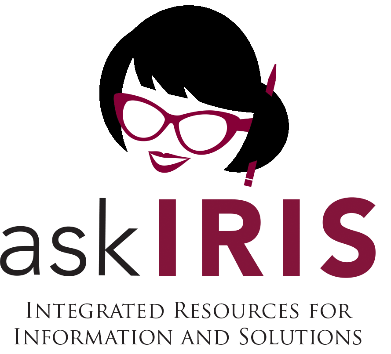 askIRIS
INTEGRATED RESOURCES FOR
INFORMATION AND SOLUTIONS